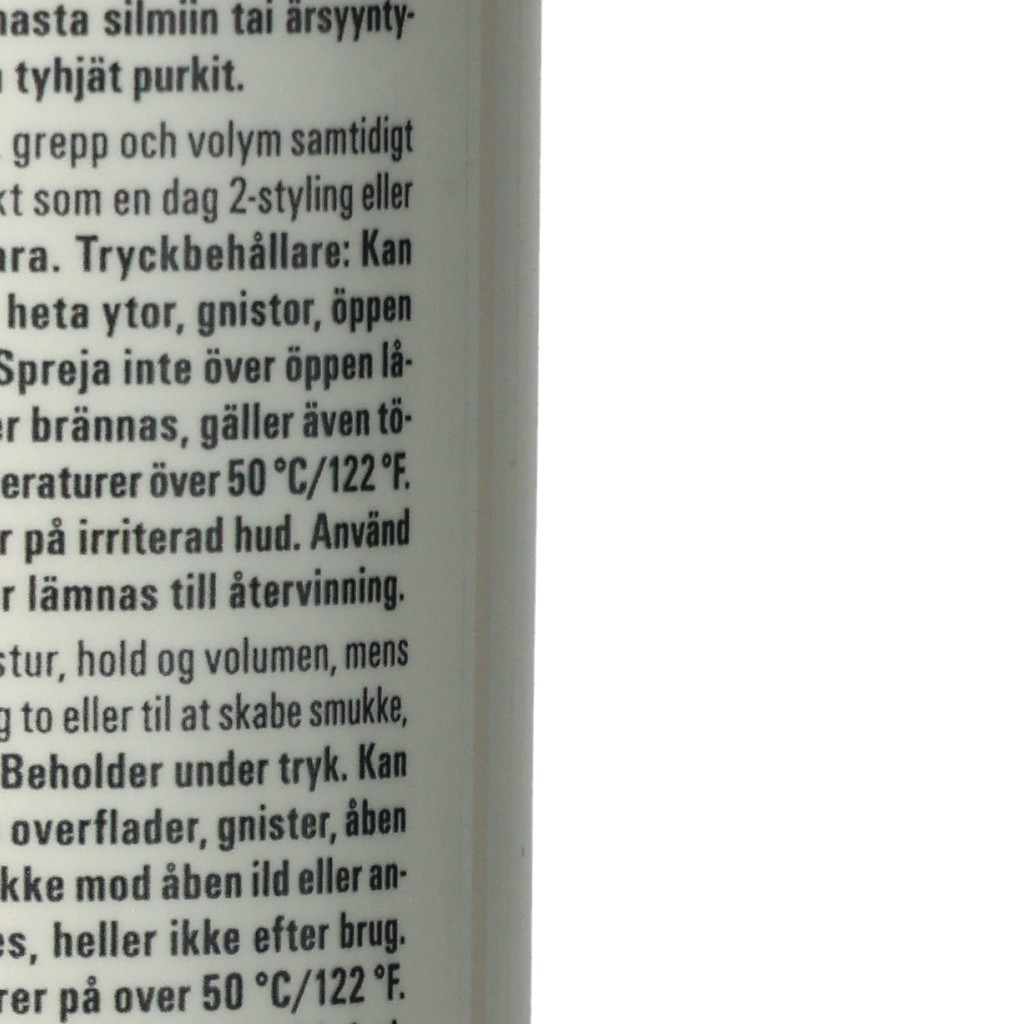 silmiin tai ärsyynty-
tyhjät purkit.
grepp och volym samtidigt
som en dag 2-styling eller
Tryckbehållare: Kan
heta ytor, gnistor, öppen
Spreja inte över öppen lå-
brännas, gäller även tö-
eraturer över 50 °C/122 °F.
på irriterad hud. Använd
lämnas till återvinning.
stur, hold og volumen, mens
to eller til at skabe smukke,
Beholder under tryk. Kan
overflader, gnister, åben
kke mod åben ild eller an-
es, heller ikke efter brug.
rer på over 50 °C/122 °F.